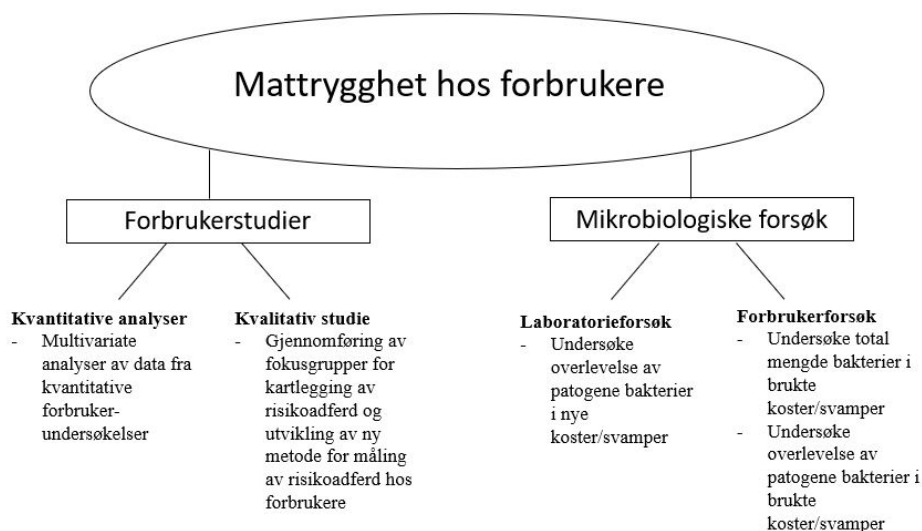 Mattrygghet hos forbrukere
Forbrukerstudier
Mikrobiologiske forsøk
Kvantitative analyser
- Multivariate
analyser av data fra
kvantitative
forbruker-
undersøkelser
Kvalitativ studie
- Gjennomføring av
fokusgrupper for
kartlegging av
risikoadferd og
utvikling av ny
metode for måling
av risikoadferd hos
forbrukere
Laboratorieforsøk
- Undersøke
overlevelse av
patogene bakterier
i nye
koster/svamper
Forbrukerforsøk
- Undersøke total
mengde bakterier i
brukte
koster/svamper
- Undersøke
overlevelse av
patogene bakterier i
brukte
koster/svamper